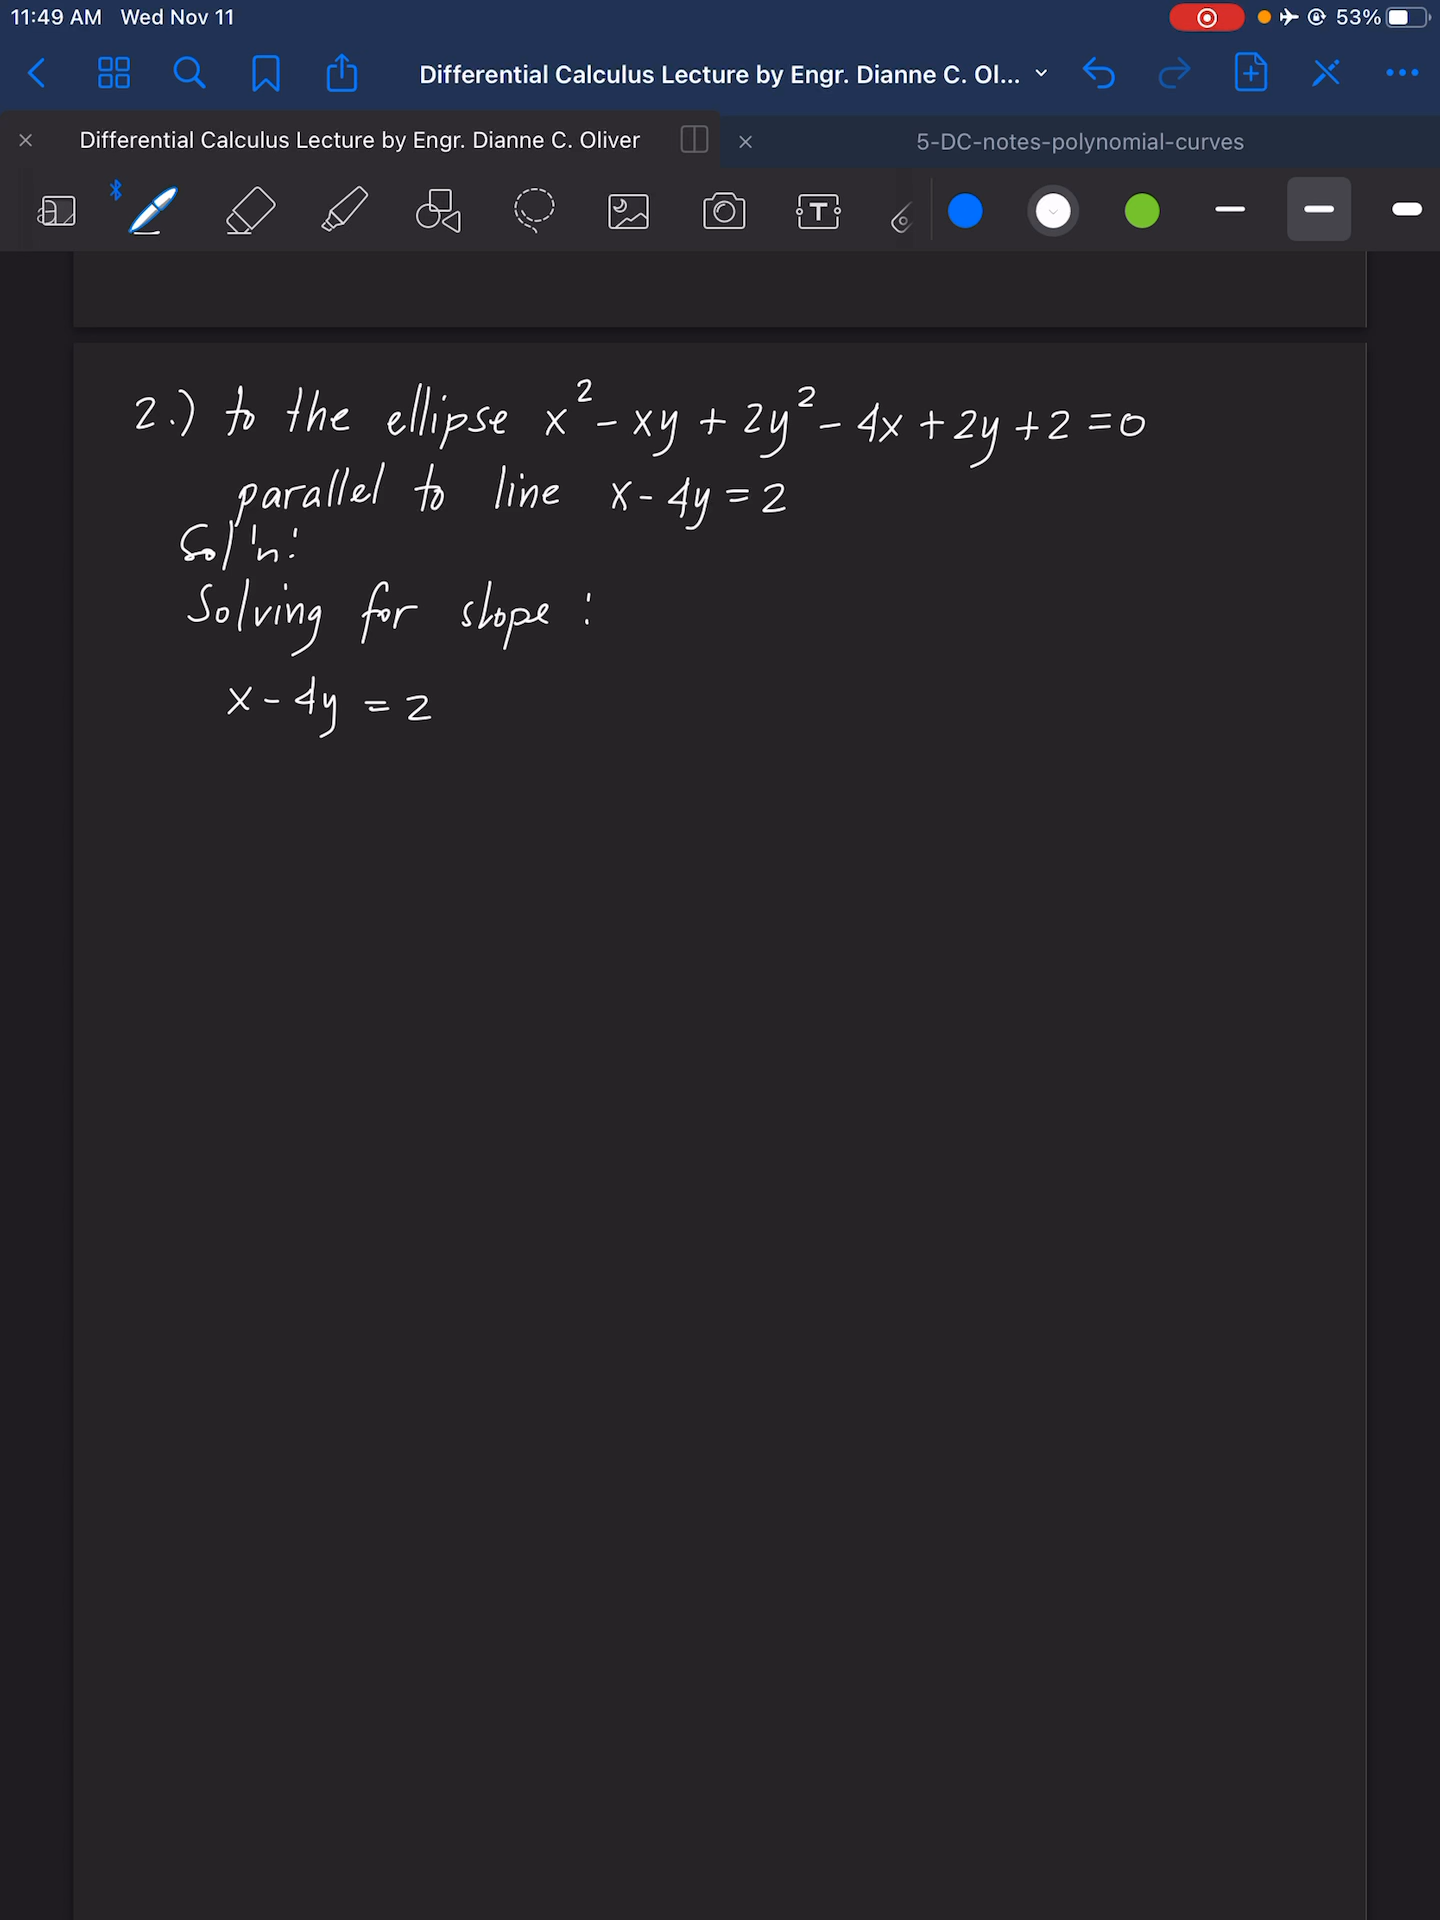 11:49 AM Wed Nov 11
53%
Differential Calculus Lecture by Engr. Dianne C. Ol...
Differential Calculus Lecture by Engr. Dianne C. Oliver
5-DC-notes-polynomial-curves
2.) to the ellipse x² - xy + 2y² - 4x + 2y + 2 = 0
parallel to line x - 4y = 2
Sol'n:
Solving for slope :
x - 4y = 2